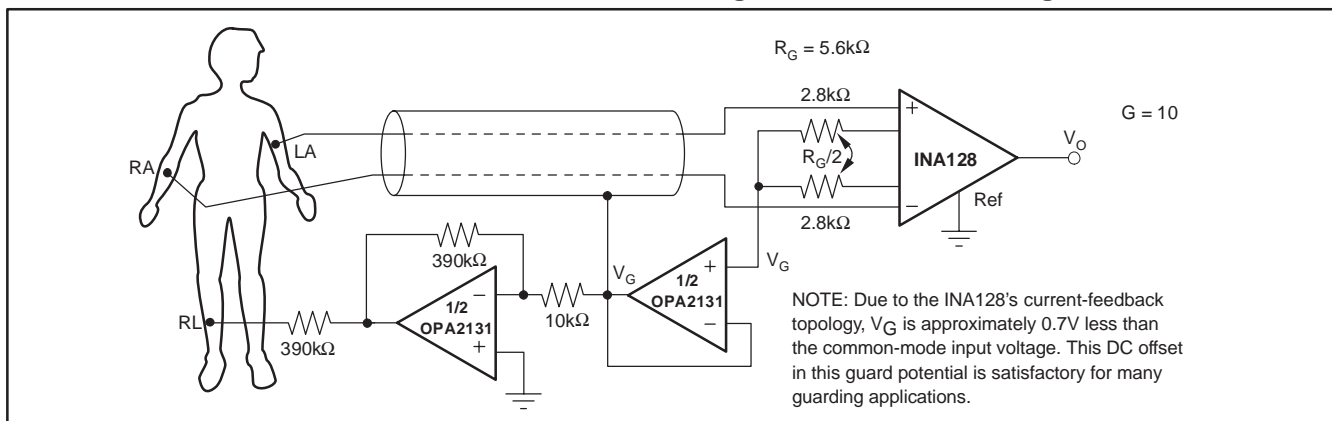 R_G = 5.6kΩ
2.8kΩ
G = 10
V_O
LA
RA
R_G/2
INA128
Ref
2.8kΩ
390kΩ
V_G
V_G
1/2
OPA2131
1/2
OPA2131
10kΩ
RL
390kΩ
NOTE: Due to the INA128's current-feedback
topology, V_G is approximately 0.7V less than
the common-mode input voltage. This DC offset
in this guard potential is satisfactory for many
guarding applications.